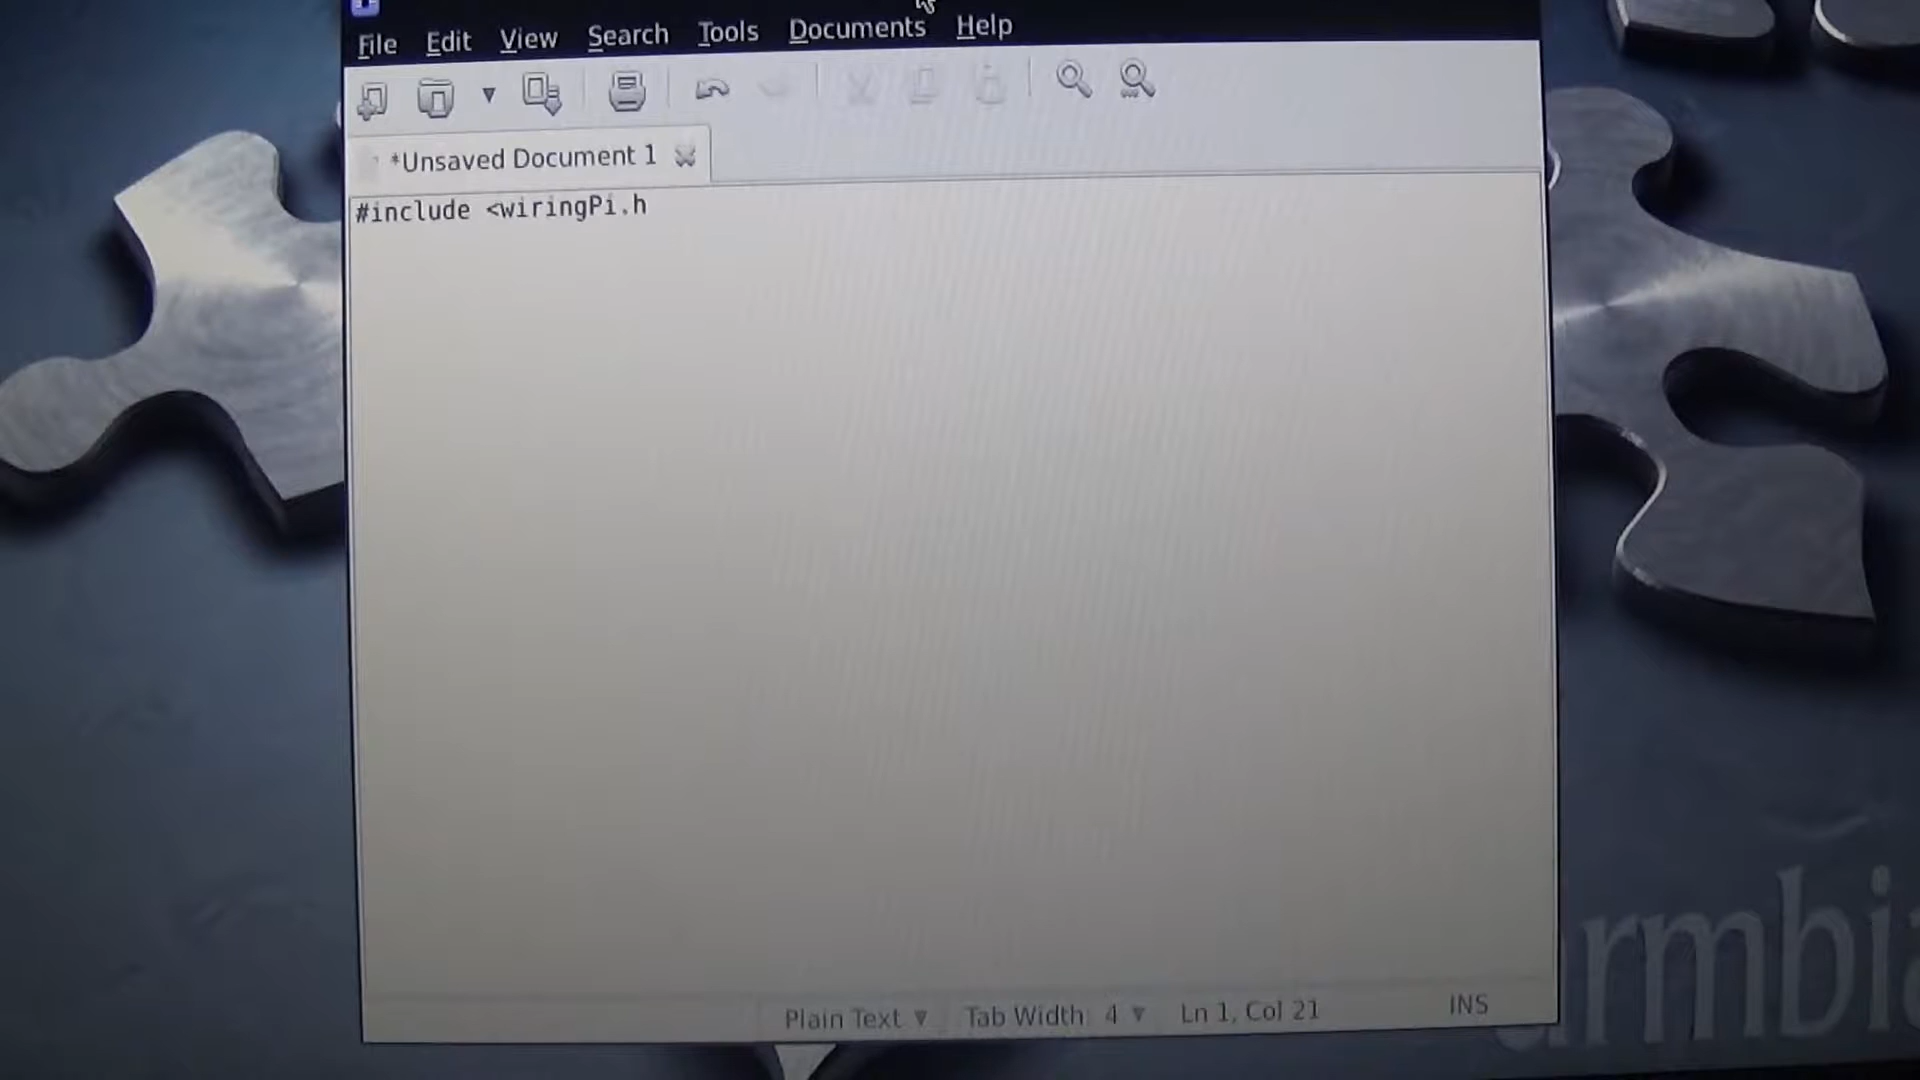 File Edit View Search Tools Documents Help
*Unsaved Document 1
#include <wiringPi.h
Plain Text Tab Width: 4 Ln 1, Col 21 INS